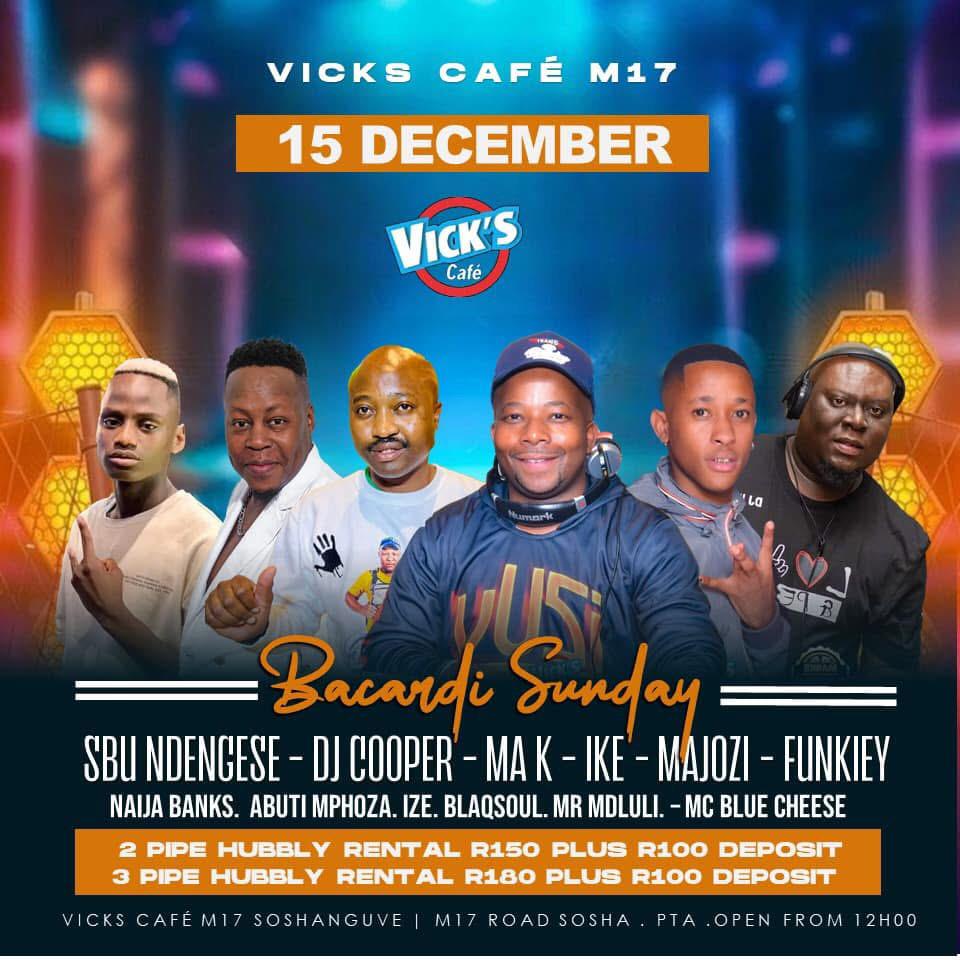 VICKS CAFÉ M17
15 DECEMBER
VICK'S
Café
Numark
Bacardi Sunday
SBU NDENGESE - DJ COOPER - MA K - IKE - MAJOZI - FUNKIEY
NAIJA BANKS. ABUTI MPHOZA. IZE. BLAQSOUL. MR MDLULI. - MC BLUE CHEESE
2 PIPE HUBBLY RENTAL R150 PLUS R100 DEPOSIT
3 PIPE HUBBLY RENTAL R180 PLUS R100 DEPOSIT
VICKS CAFÉ M17 SOSHANGUVE | M17 ROAD SOSHA . PTA .OPEN FROM 12H00